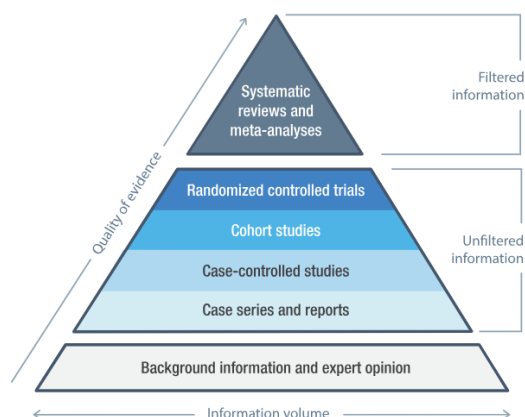 Systematic
reviews and
meta-analyses
Filtered
information
Quality of evidence
Randomized controlled trials
Cohort studies
Case-controlled studies
Case series and reports
Unfiltered
information
Background information and expert opinion
Information volume